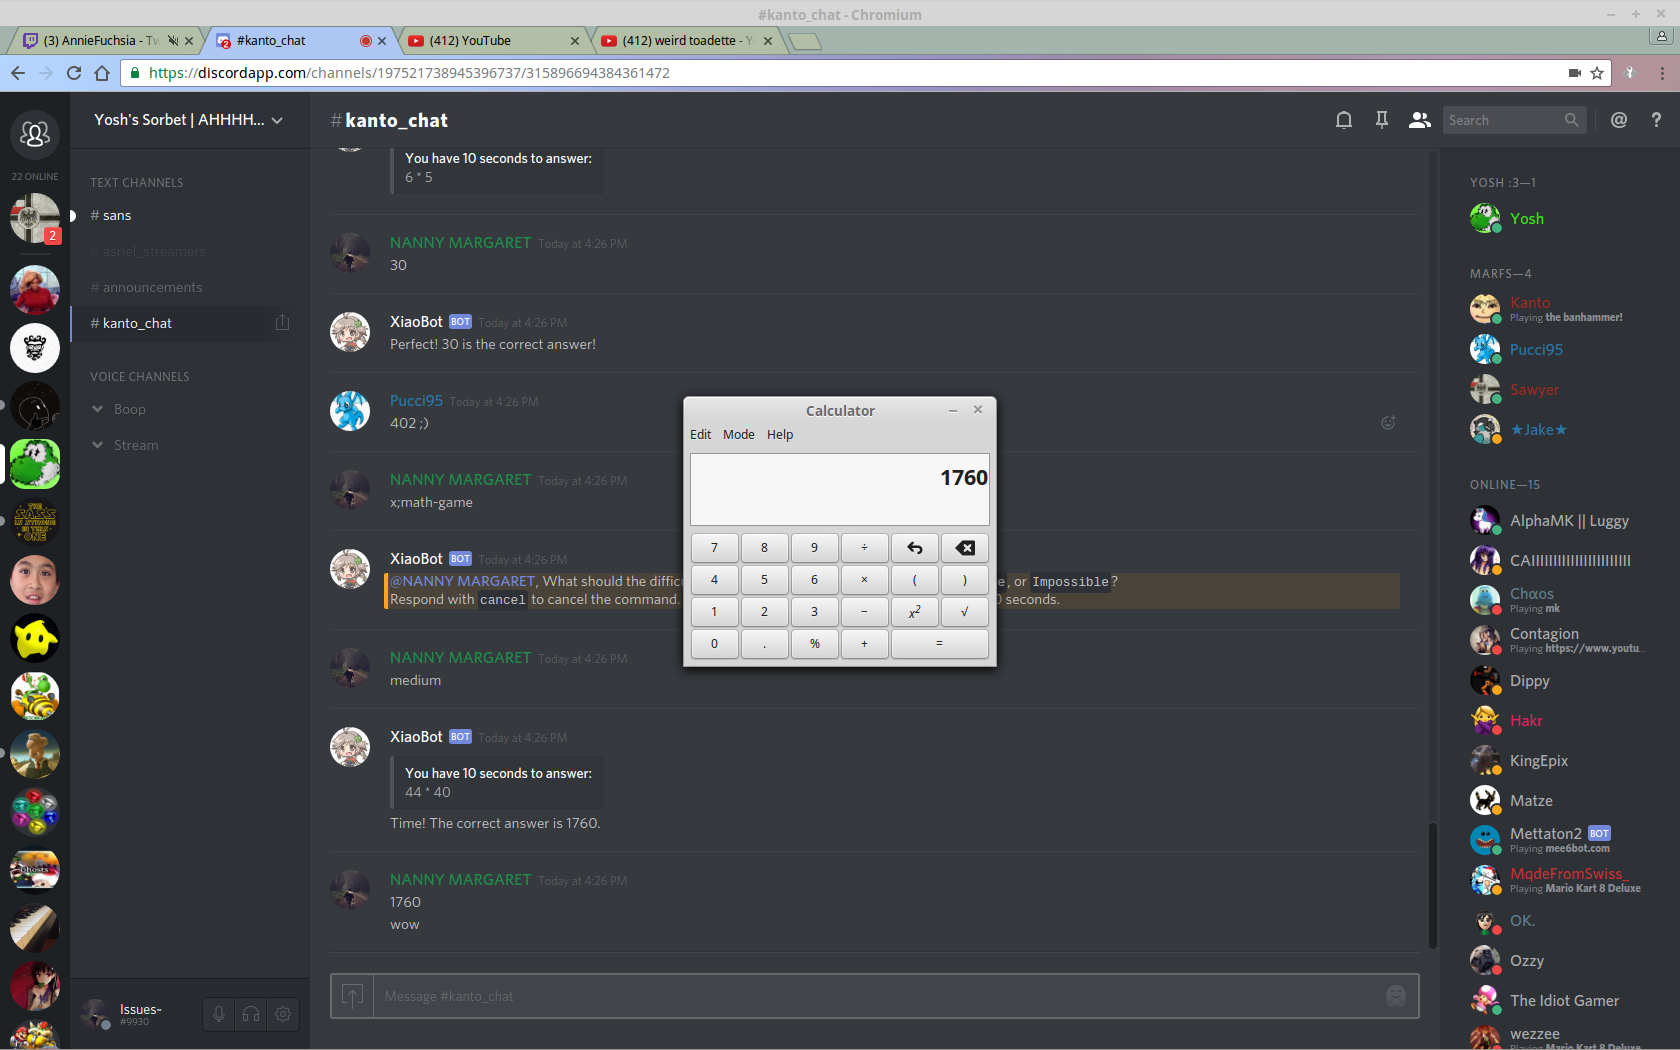 #kanto_chat - Chromium
(3) AnnieFuchsia - Tw
#kanto_chat
(412) YouTube
(412) weird toadette - Y
https://discordapp.com/channels/197521738945396737/315896694384361472
Yosh's Sorbet | AHHHH...
#kanto_chat
Search
22 ONLINE
2
TEXT CHANNELS
# sans
# asriel_streamers
# announcements
# kanto_chat
VOICE CHANNELS
Boop
Stream
Issues~
#9930
You have 10 seconds to answer:
6 * 5
NANNY MARGARET Today at 4:26 PM
30
XiaoBot BOT Today at 4:26 PM
Perfect! 30 is the correct answer!
Pucci95 Today at 4:26 PM
402 ;)
NANNY MARGARET Today at 4:26 PM
x;math-game
XiaoBot BOT Today at 4:26 PM
@NANNY MARGARET, What should the difficu e, or Impossible?
Respond with cancel to cancel the command. 0 seconds.
NANNY MARGARET Today at 4:26 PM
medium
XiaoBot BOT Today at 4:26 PM
You have 10 seconds to answer:
44 * 40
Time! The correct answer is 1760.
NANNY MARGARET Today at 4:26 PM
1760
wow
Message #kanto_chat
Calculator
Edit Mode Help
1760
7 8 9 ÷
4 5 6 × ( )
1 2 3 − x² √
0 . % + =
YOSH :3—1
Yosh
MARFS—4
Kanto
Playing the banhammer!
Pucci95
Sawyer
★Jake★
ONLINE—15
AlphaMK || Luggy
CAIIIIIIIIIIIIIIIIIIIIIII
Chαos
Playing mk
Contagion
Playing https://www.youtu...
Dippy
Hakr
KingEpix
Matze
Mettaton2 BOT
Playing mee6bot.com
MqdeFromSwiss_
Playing Mario Kart 8 Deluxe
OK.
Ozzy
The Idiot Gamer
wezzee
Playing Mario Kart 8 Deluxe